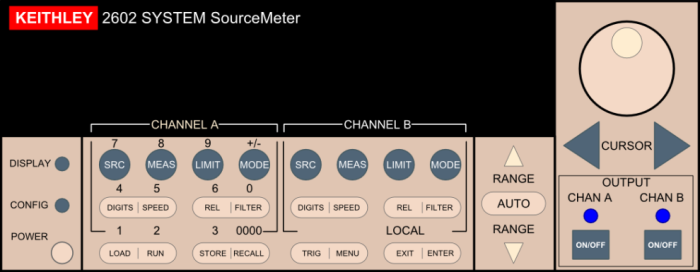 KEITHLEY 2602 SYSTEM SourceMeter
CHANNEL A CHANNEL B
7 8 9 +/-
DISPLAY SRC MEAS LIMIT MODE SRC MEAS LIMIT MODE
CURSOR
4 5 6 0
RANGE
OUTPUT
CHAN A CHAN B
CONFIG DIGITS SPEED REL FILTER DIGITS SPEED REL FILTER AUTO
1 2 3 0000 LOCAL RANGE
POWER
ON/OFF ON/OFF
LOAD RUN STORE RECALL TRIG MENU EXIT ENTER